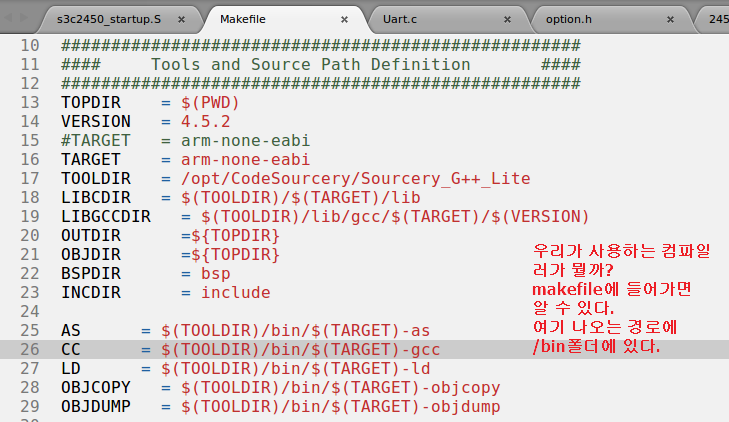 s3c2450_startup.S × Makefile × Uart.c × option.h × 245
10 ####################################################
11 #### Tools and Source Path Definition ####
12 ####################################################
13 TOPDIR = $(PWD)
14 VERSION = 4.5.2
15 #TARGET = arm-none-eabi
16 TARGET = arm-none-eabi
17 TOOLDIR = /opt/CodeSourcery/Sourcery_G++_Lite
18 LIBCDIR = $(TOOLDIR)/$(TARGET)/lib
19 LIBGCCDIR = $(TOOLDIR)/lib/gcc/$(TARGET)/$(VERSION)
20 OUTDIR =${TOPDIR}
21 OBJDIR =${TOPDIR}
22 BSPDIR = bsp
23 INCDIR = include
24
25 AS = $(TOOLDIR)/bin/$(TARGET)-as
26 CC = $(TOOLDIR)/bin/$(TARGET)-gcc
27 LD = $(TOOLDIR)/bin/$(TARGET)-ld
28 OBJCOPY = $(TOOLDIR)/bin/$(TARGET)-objcopy
29 OBJDUMP = $(TOOLDIR)/bin/$(TARGET)-objdump
우리가 사용하는 컴파일
러가 뭘까?
makefile에 들어가면
알 수 있다.
여기 나오는 경로에
/bin폴더에 있다.